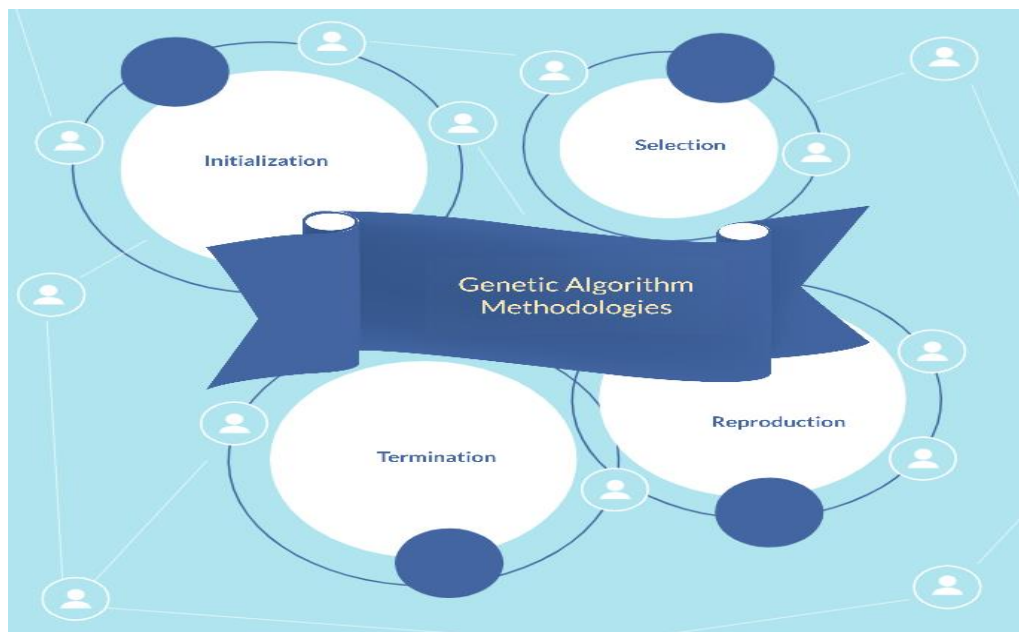 Initialization
Selection
Genetic Algorithm
Methodologies
Reproduction
Termination